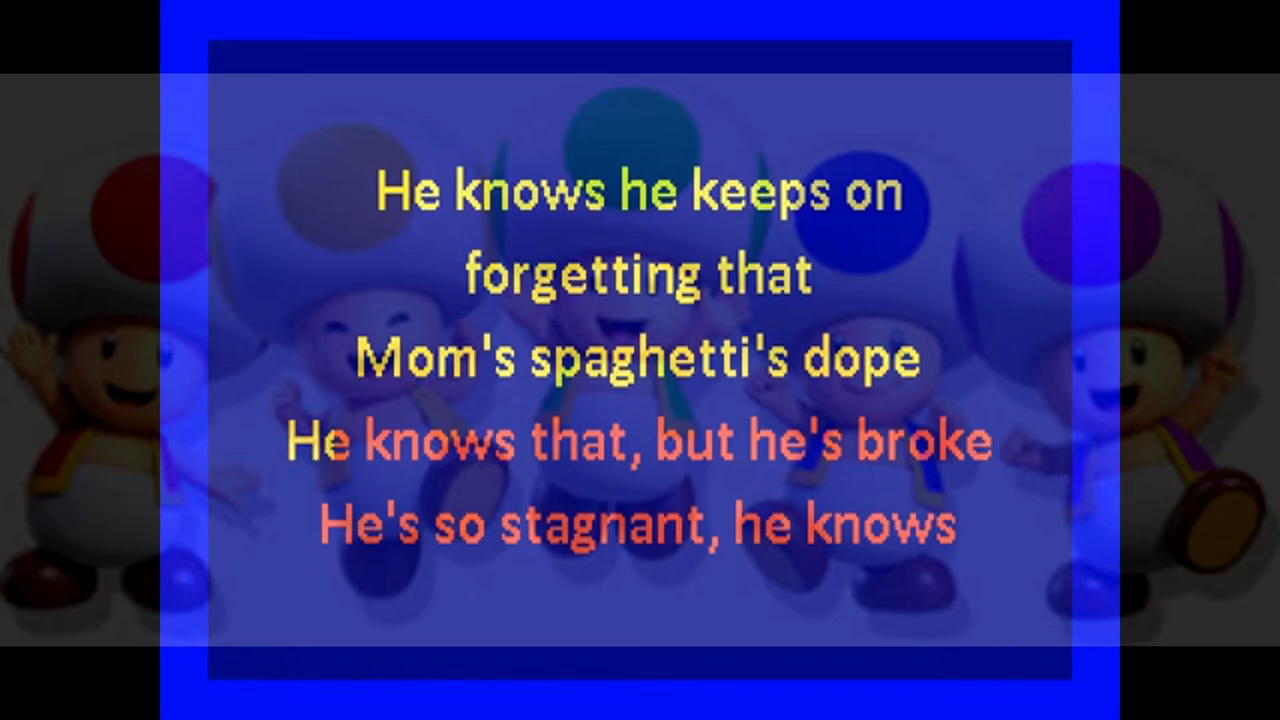 He knows he keeps on
forgetting that
Mom's spaghetti's dope
He knows that, but he's broke
He's so stagnant, he knows